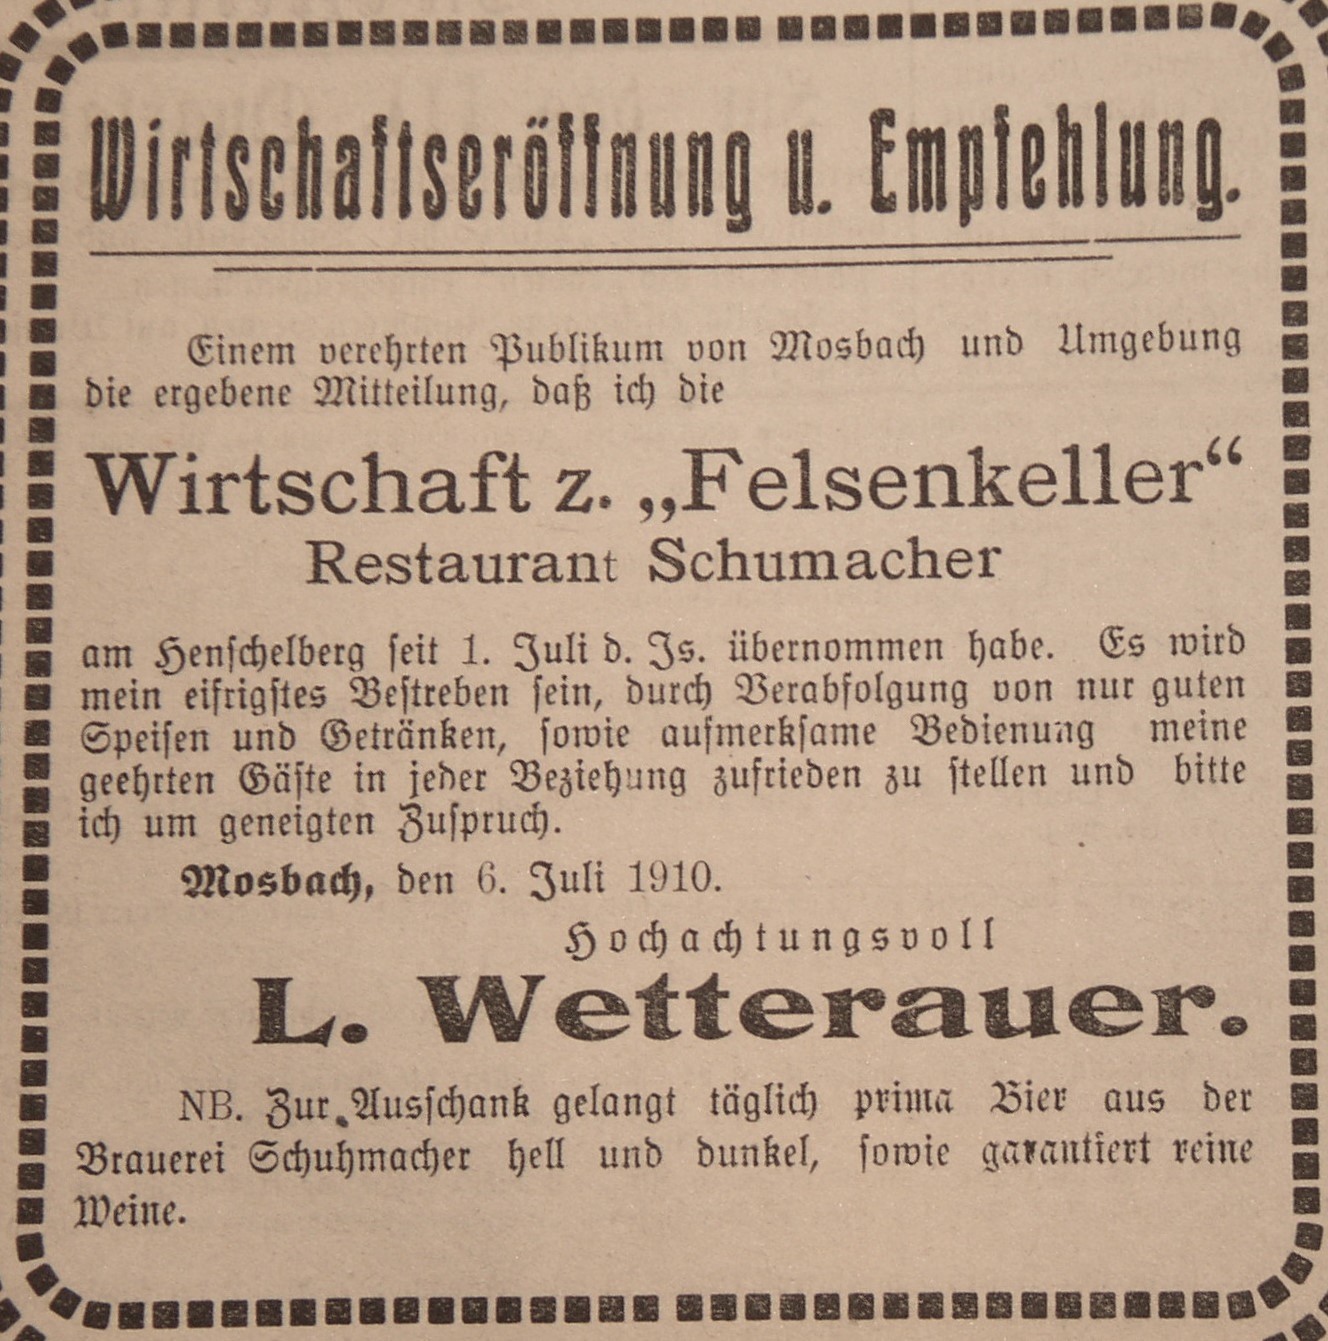 Wirtschaftseröffnung u. Empfehlung.
Einem verehrten Publikum von Mosbach und Umgebung
die ergebene Mitteilung, daß ich die
Wirtschaft z. „Felsenkeller“
Restaurant Schumacher
am Henschelberg seit 1. Juli d. Js. übernommen habe. Es wird
mein eifrigstes Bestreben sein, durch Verabfolgung von nur guten
Speisen und Getränken, sowie aufmerksame Bedienung meine
geehrten Gäste in jeder Beziehung zufrieden zu stellen und bitte
ich um geneigten Zuspruch.
Mosbach, den 6. Juli 1910.
Hochachtungsvoll
L. Wetterauer.
NB. Zur Ausschank gelangt täglich prima Bier aus der
Brauerei Schuhmacher hell und dunkel, sowie garantiert reine
Weine.